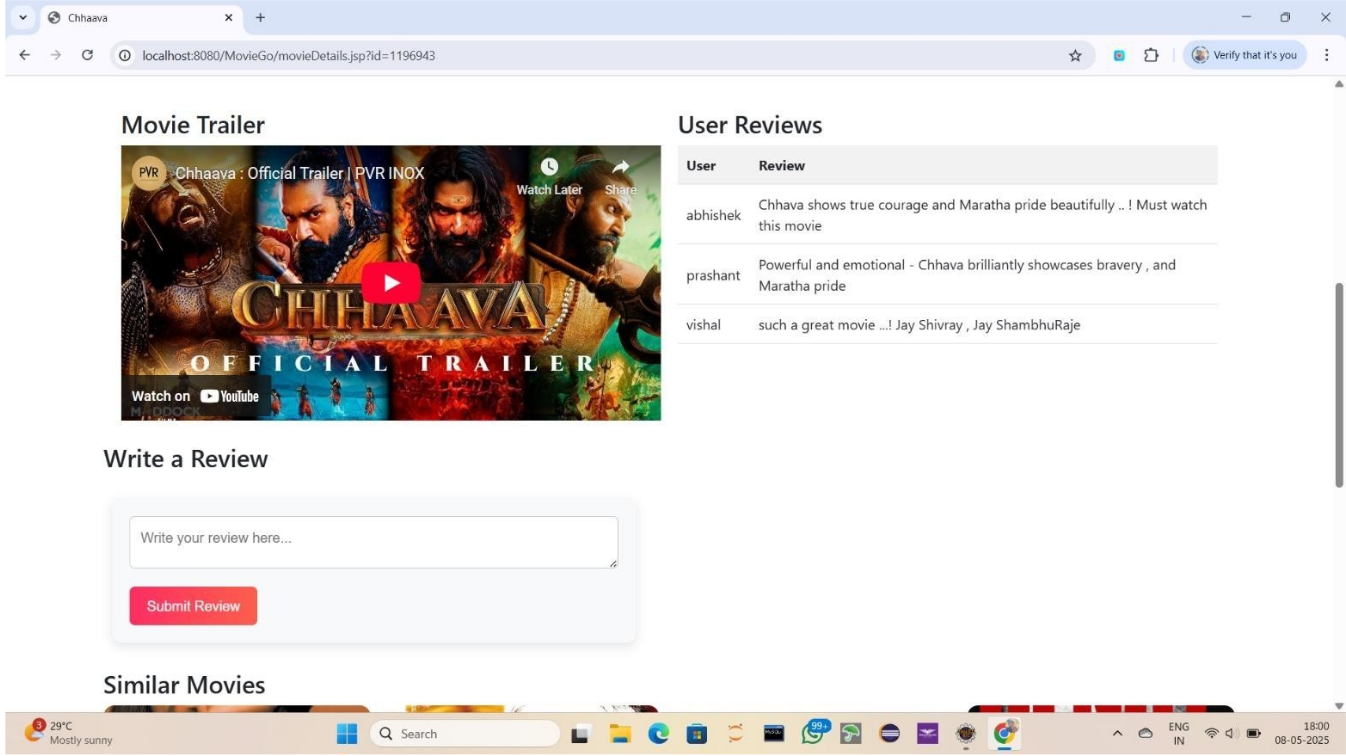 Chhaava
localhost:8080/MovieGo/movieDetails.jsp?id=1196943
Verify that it's you
Movie Trailer
PVR
Chhaava : Official Trailer | PVR INOX
Watch Later
Share
CHHAAVA
OFFICIAL TRAILER
Watch on YouTube
MADDOCK
User Reviews
User Review
abhishek Chhava shows true courage and Maratha pride beautifully .. ! Must watch
this movie
prashant Powerful and emotional - Chhava brilliantly showcases bravery , and
Maratha pride
vishal such a great movie ...! Jay Shivray , Jay ShambhuRaje
Write a Review
Write your review here...
Submit Review
Similar Movies
3
29°C
Mostly sunny
Search
99+
ENG
IN
18:00
08-05-2025